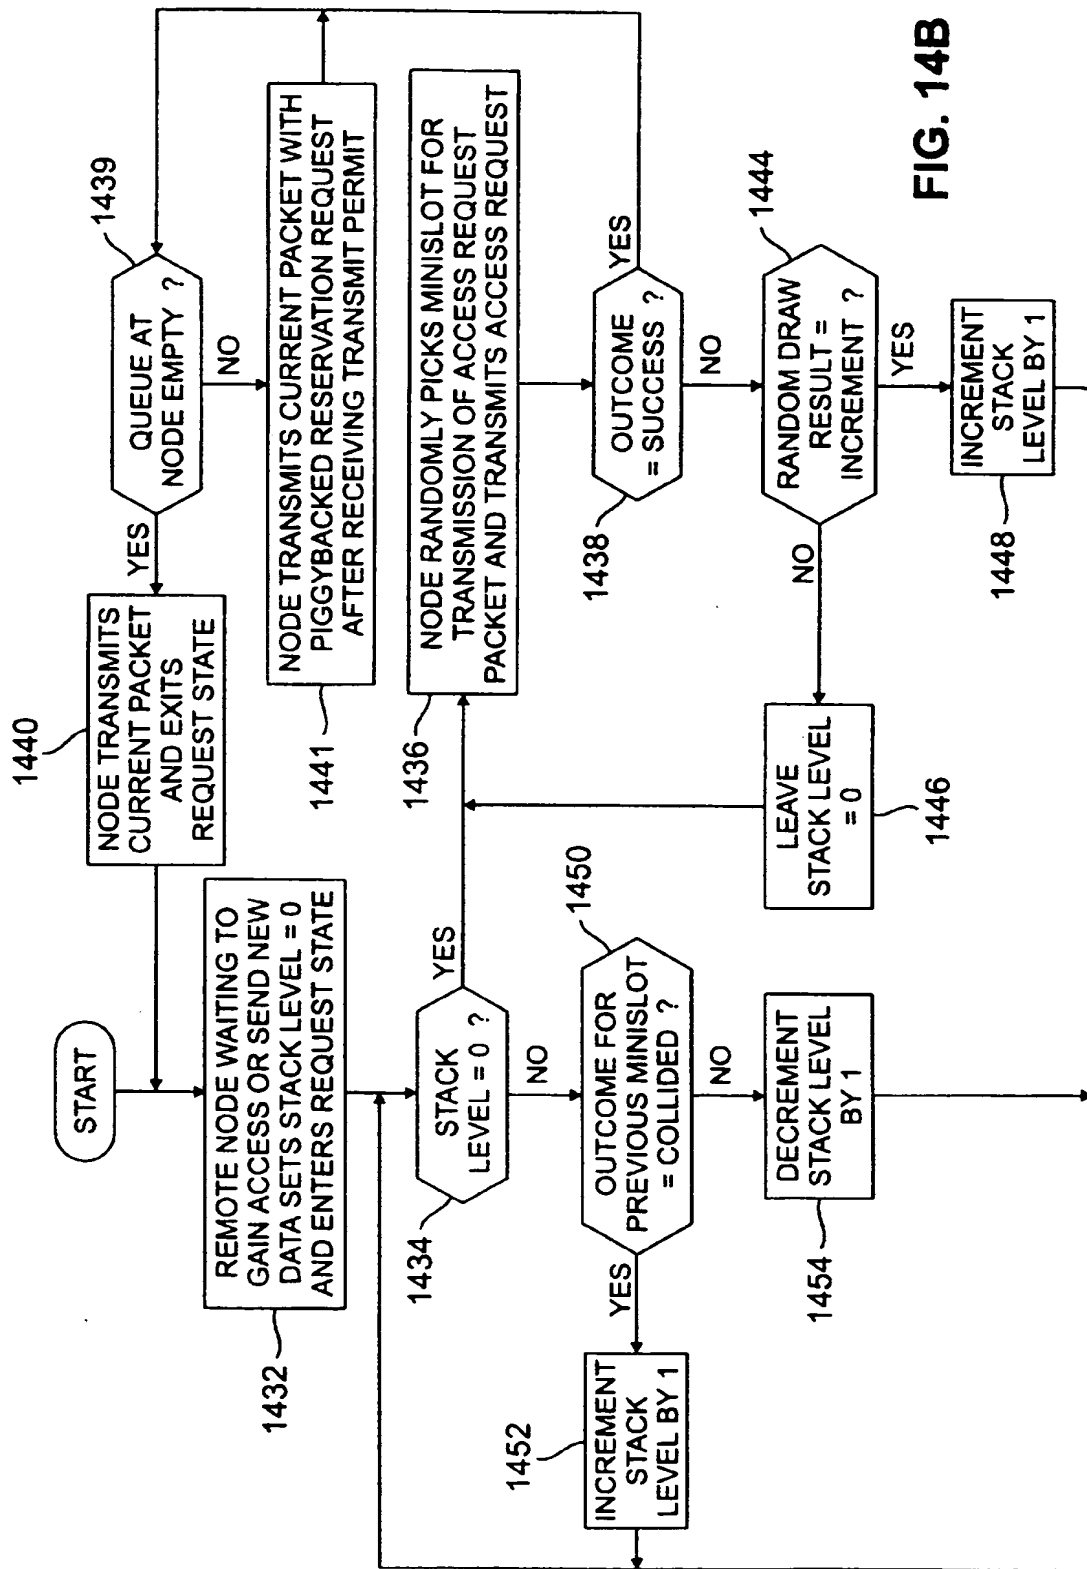 START
REMOTE NODE WAITING TO
GAIN ACCESS OR SEND NEW
DATA SETS STACK LEVEL = 0
AND ENTERS REQUEST STATE
1432
STACK
LEVEL = 0 ?
1434
YES
NO
OUTCOME FOR
PREVIOUS MINISLOT
= COLLIDED ?
1450
YES
NO
INCREMENT
STACK
LEVEL BY 1
1452
DECREMENT
STACK LEVEL
BY 1
1454
NODE TRANSMITS
CURRENT PACKET
AND EXITS
REQUEST STATE
1440
YES
QUEUE AT
NODE EMPTY ?
1439
NO
NODE TRANSMITS CURRENT PACKET WITH
PIGGYBACKED RESERVATION REQUEST
AFTER RECEIVING TRANSMIT PERMIT
1441
NODE RANDOMLY PICKS MINISLOT FOR
TRANSMISSION OF ACCESS REQUEST
PACKET AND TRANSMITS ACCESS REQUEST
1436
OUTCOME
= SUCCESS ?
1438
YES
NO
RANDOM DRAW
RESULT =
INCREMENT ?
1444
NO
YES
LEAVE
STACK LEVEL
= 0
1446
INCREMENT
STACK
LEVEL BY 1
1448
FIG. 14B